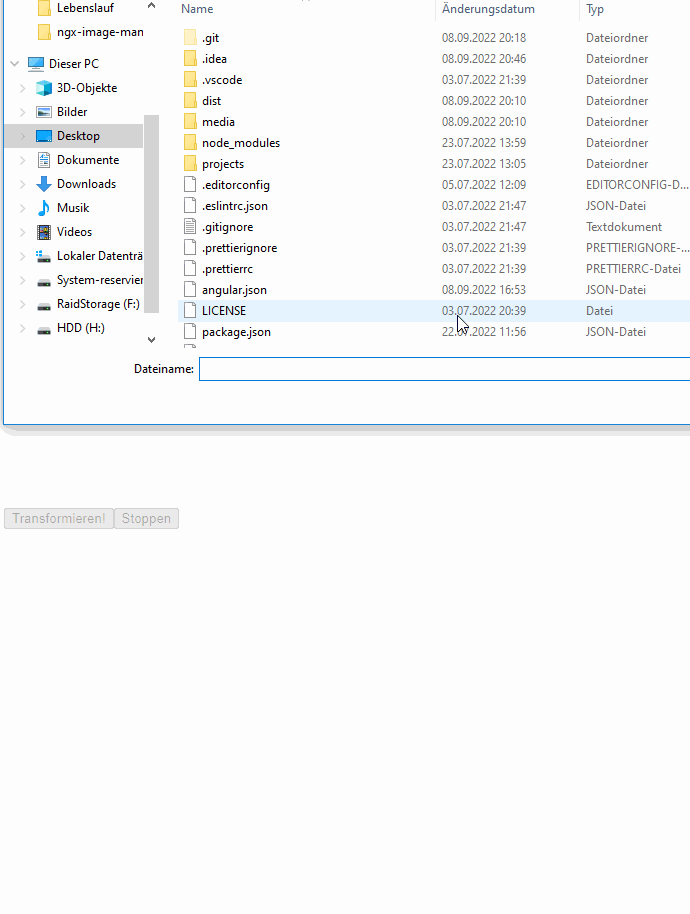 Lebenslauf
ngx-image-man
Dieser PC
3D-Objekte
Bilder
Desktop
Dokumente
Downloads
Musik
Videos
Lokaler Datenträ
System-reservier
RaidStorage (F:)
HDD (H:)
Name Änderungsdatum Typ
.git 08.09.2022 20:18 Dateiordner
.idea 08.09.2022 20:46 Dateiordner
.vscode 03.07.2022 21:39 Dateiordner
dist 08.09.2022 20:10 Dateiordner
media 08.09.2022 20:10 Dateiordner
node_modules 23.07.2022 13:59 Dateiordner
projects 23.07.2022 13:05 Dateiordner
.editorconfig 05.07.2022 12:09 EDITORCONFIG-D...
.eslintrc.json 03.07.2022 21:47 JSON-Datei
.gitignore 03.07.2022 21:47 Textdokument
.prettierignore 03.07.2022 21:39 PRETTIERIGNORE-...
.prettierrc 03.07.2022 21:39 PRETTIERRC-Datei
angular.json 08.09.2022 16:53 JSON-Datei
LICENSE 03.07.2022 20:39 Datei
package.json 22.07.2022 11:56 JSON-Datei
Dateiname:
Transformieren! Stoppen